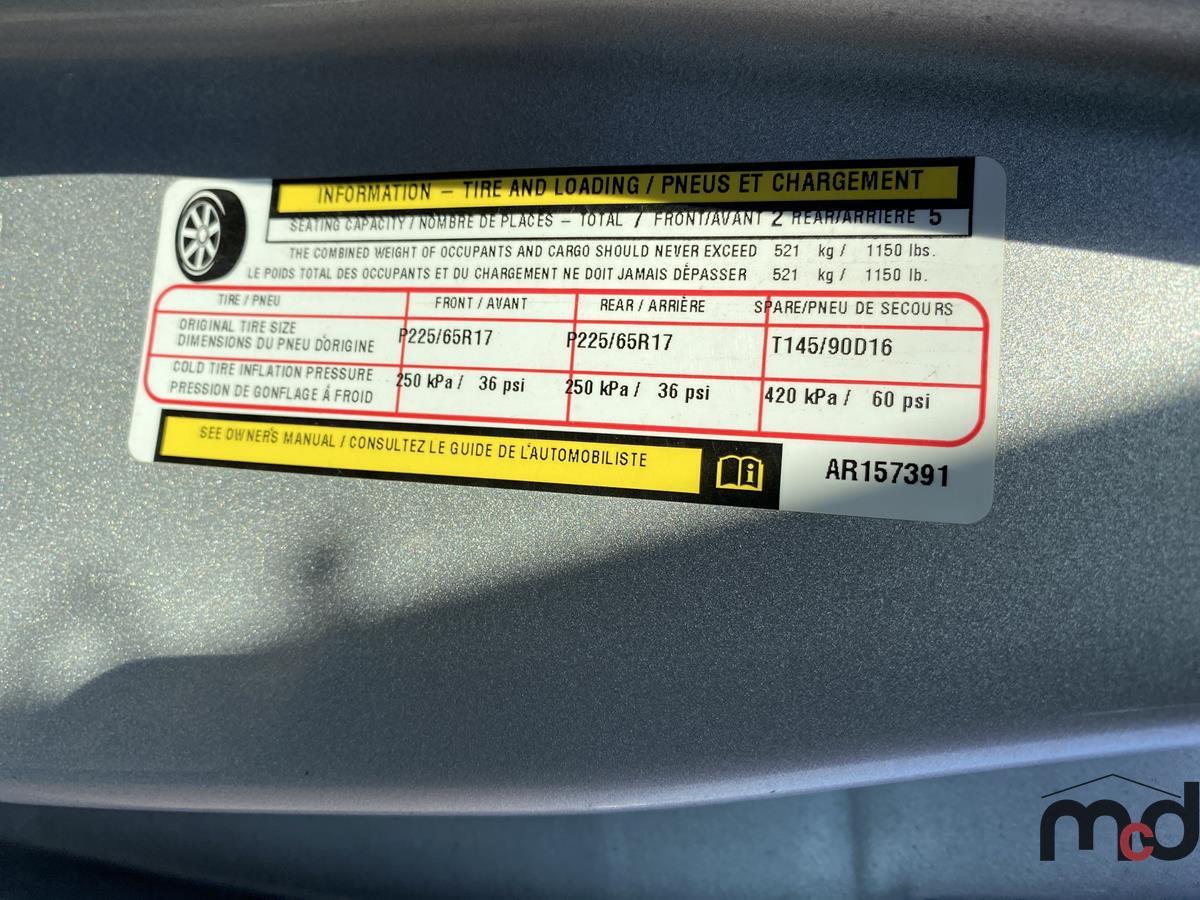 INFORMATION – TIRE AND LOADING / PNEUS ET CHARGEMENT
SEATING CAPACITY / NOMBRE DE PLACES – TOTAL 7 FRONT/AVANT 2 REAR/ARRIÈRE 5
THE COMBINED WEIGHT OF OCCUPANTS AND CARGO SHOULD NEVER EXCEED 521 kg / 1150 lbs.
LE POIDS TOTAL DES OCCUPANTS ET DU CHARGEMENT NE DOIT JAMAIS DÉPASSER 521 kg / 1150 lb.
TIRE / PNEU FRONT / AVANT REAR / ARRIÈRE SPARE/PNEU DE SECOURS
ORIGINAL TIRE SIZE
DIMENSIONS DU PNEU D'ORIGINE P225/65R17 P225/65R17 T145/90D16
COLD TIRE INFLATION PRESSURE
PRESSION DE GONFLAGE À FROID 250 kPa / 36 psi 250 kPa / 36 psi 420 kPa / 60 psi
SEE OWNER'S MANUAL / CONSULTEZ LE GUIDE DE L'AUTOMOBILISTE
AR157391
mcd